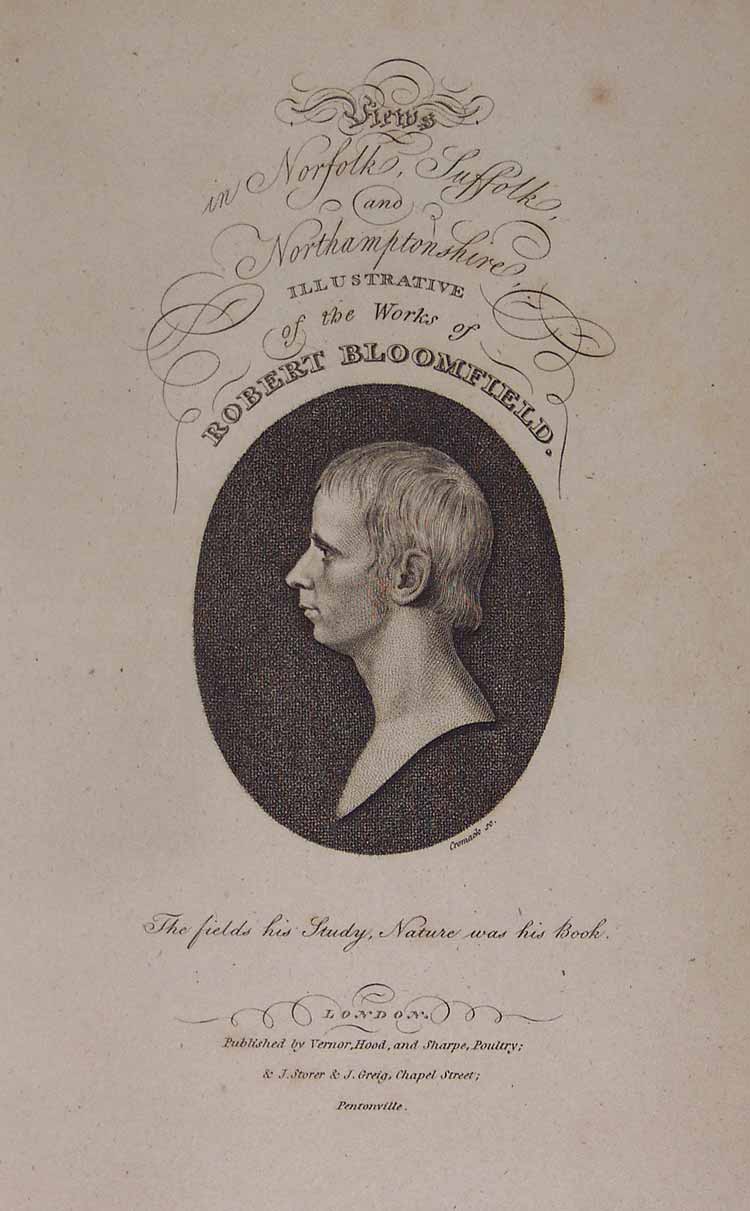 Views
in Norfolk, Suffolk,
and
Northamptonshire,
ILLUSTRATIVE
of the Works of
ROBERT BLOOMFIELD.
Cromack sc.
The fields his Study, Nature was his Book.
LONDON.
Published by Vernor, Hood, and Sharpe, Poultry;
& J. Storer & J. Greig, Chapel Street;
Pentonville.